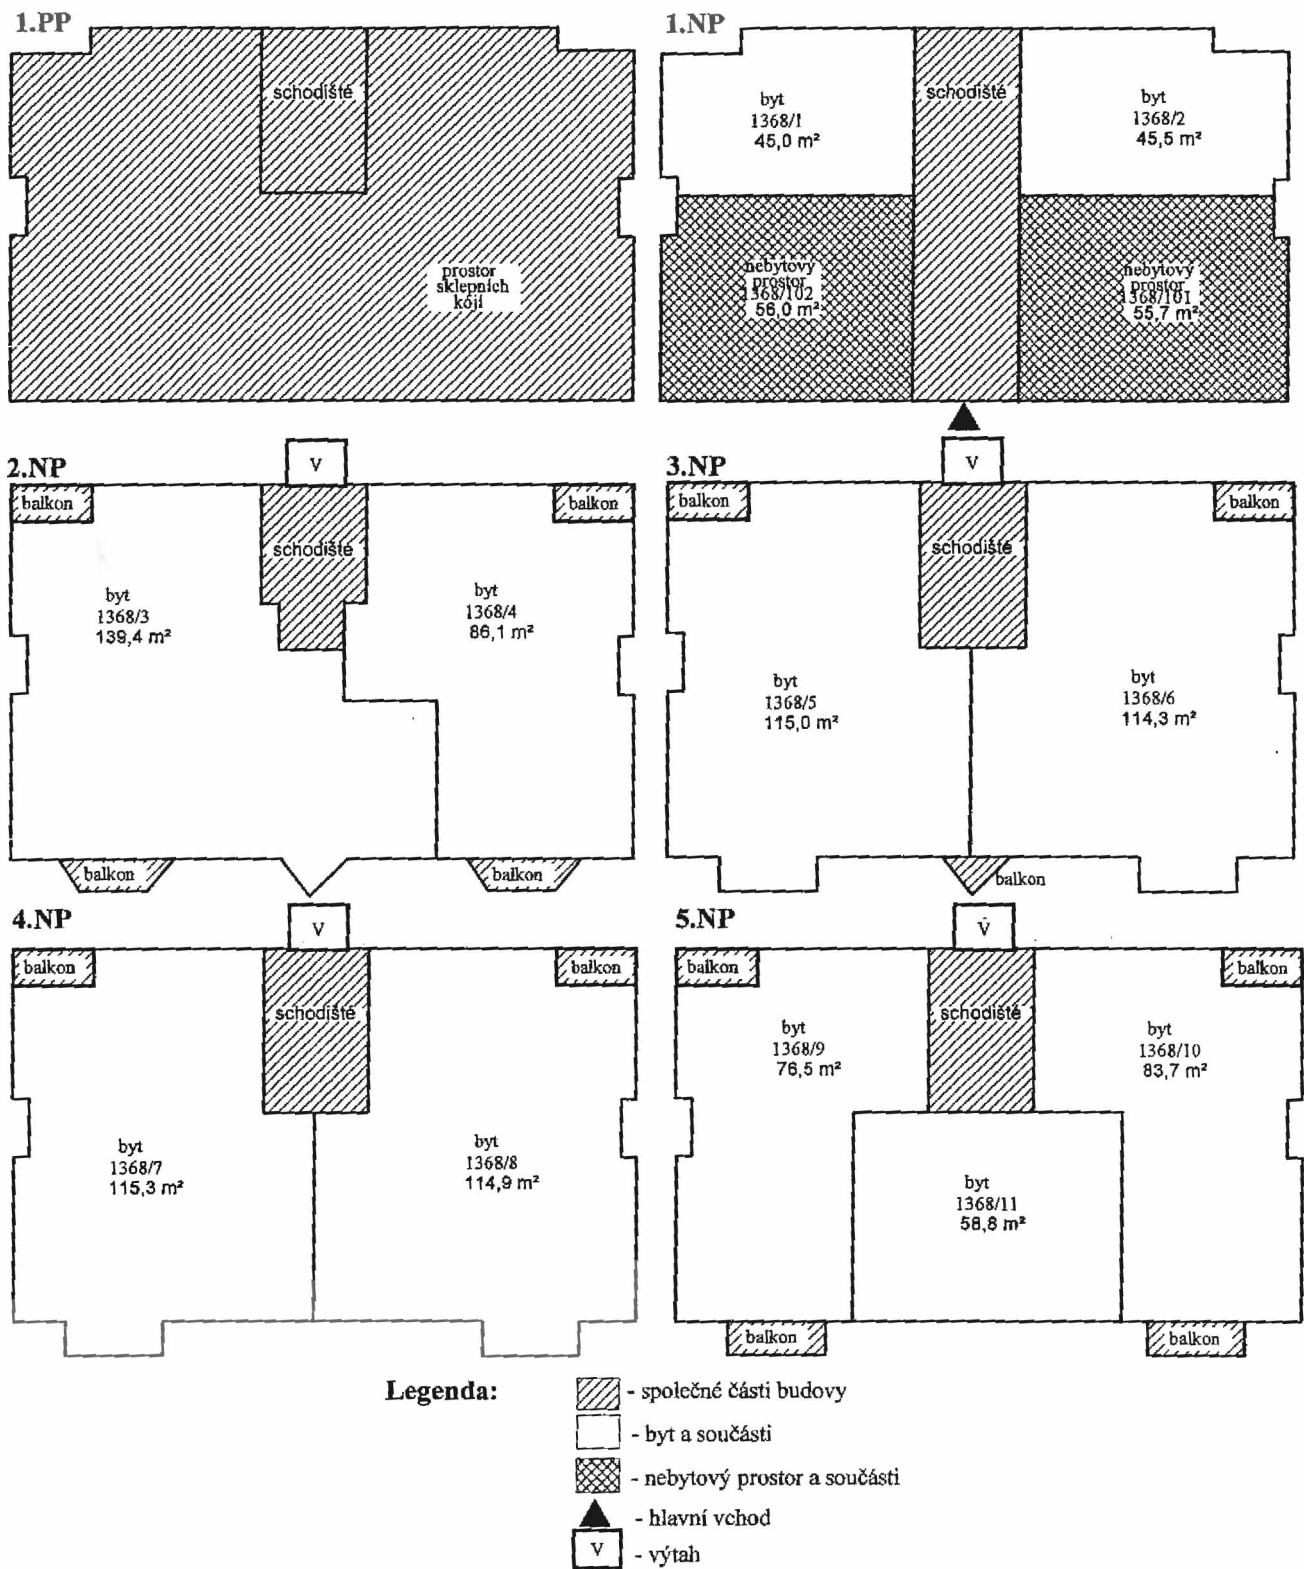 1.PP
schodiště
prostor
sklepních
kójí
1.NP
byt
1368/1
45,0 m²
schodiště
byt
1368/2
45,5 m²
nebytový
prostor
1368/102
56,0 m²
nebytový
prostor
1368/101
55,7 m²
2.NP
V
balkon
balkon
schodiště
byt
1368/3
139,4 m²
byt
1368/4
86,1 m²
balkon
balkon
3.NP
V
balkon
balkon
schodiště
byt
1368/5
115,0 m²
byt
1368/6
114,3 m²
balkon
4.NP
V
balkon
balkon
schodiště
byt
1368/7
115,3 m²
byt
1368/8
114,9 m²
5.NP
V
balkon
balkon
schodiště
byt
1368/9
76,5 m²
byt
1368/10
83,7 m²
byt
1368/11
58,8 m²
balkon
balkon
Legenda:
- společné části budovy
- byt a součásti
- nebytový prostor a součásti
- hlavní vchod
V - výtah